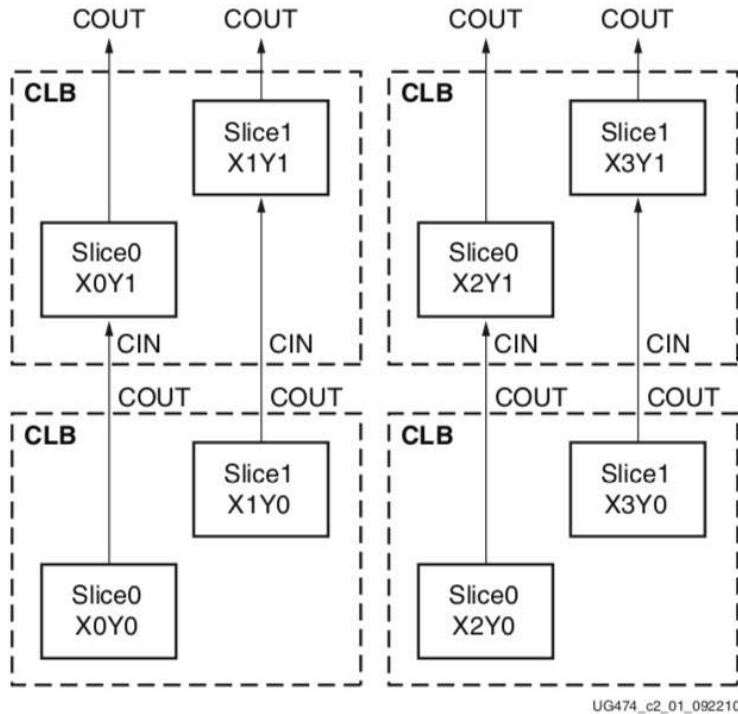 COUT COUT COUT COUT
CLB CLB
Slice1 Slice1
X1Y1 X3Y1
Slice0 Slice0
X0Y1 X2Y1
CIN CIN CIN CIN
COUT COUT COUT COUT
CLB CLB
Slice1 Slice1
X1Y0 X3Y0
Slice0 Slice0
X0Y0 X2Y0
UG474_c2_01_092210